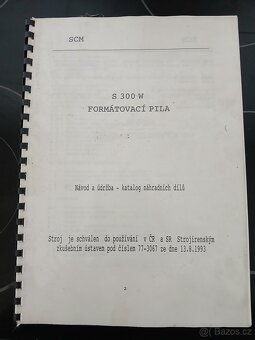 SCM
S 300 W
FORMÁTOVACÍ PILA
Návod a údržba - katalog náhradních dílů
Stroj je schválen do používání v ČR a SR Strojírenským
zkušebním ústavem pod číslem 77-3067 ze dne 13.8.1993
2
Bazos.cz